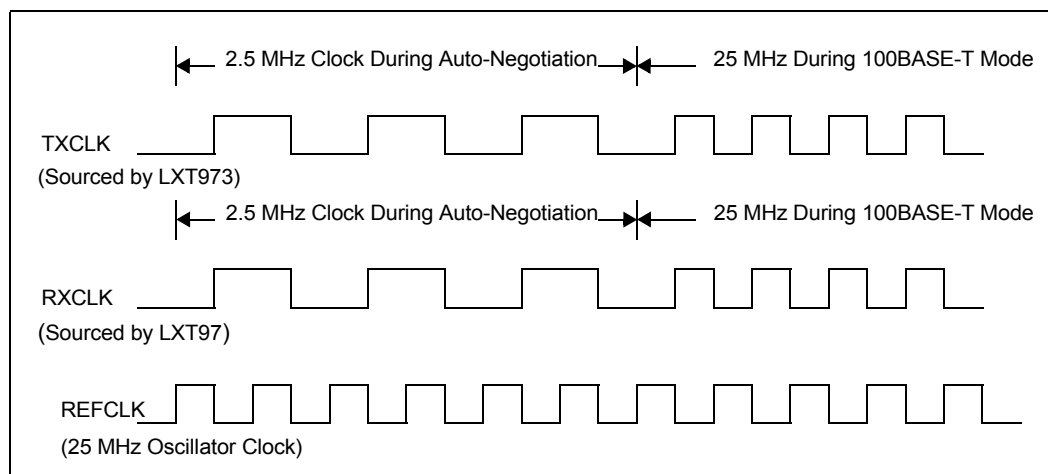 2.5 MHz Clock During Auto-Negotiation 25 MHz During 100BASE-T Mode
TXCLK
(Sourced by LXT973)
2.5 MHz Clock During Auto-Negotiation 25 MHz During 100BASE-T Mode
RXCLK
(Sourced by LXT97)
REFCLK
(25 MHz Oscillator Clock)